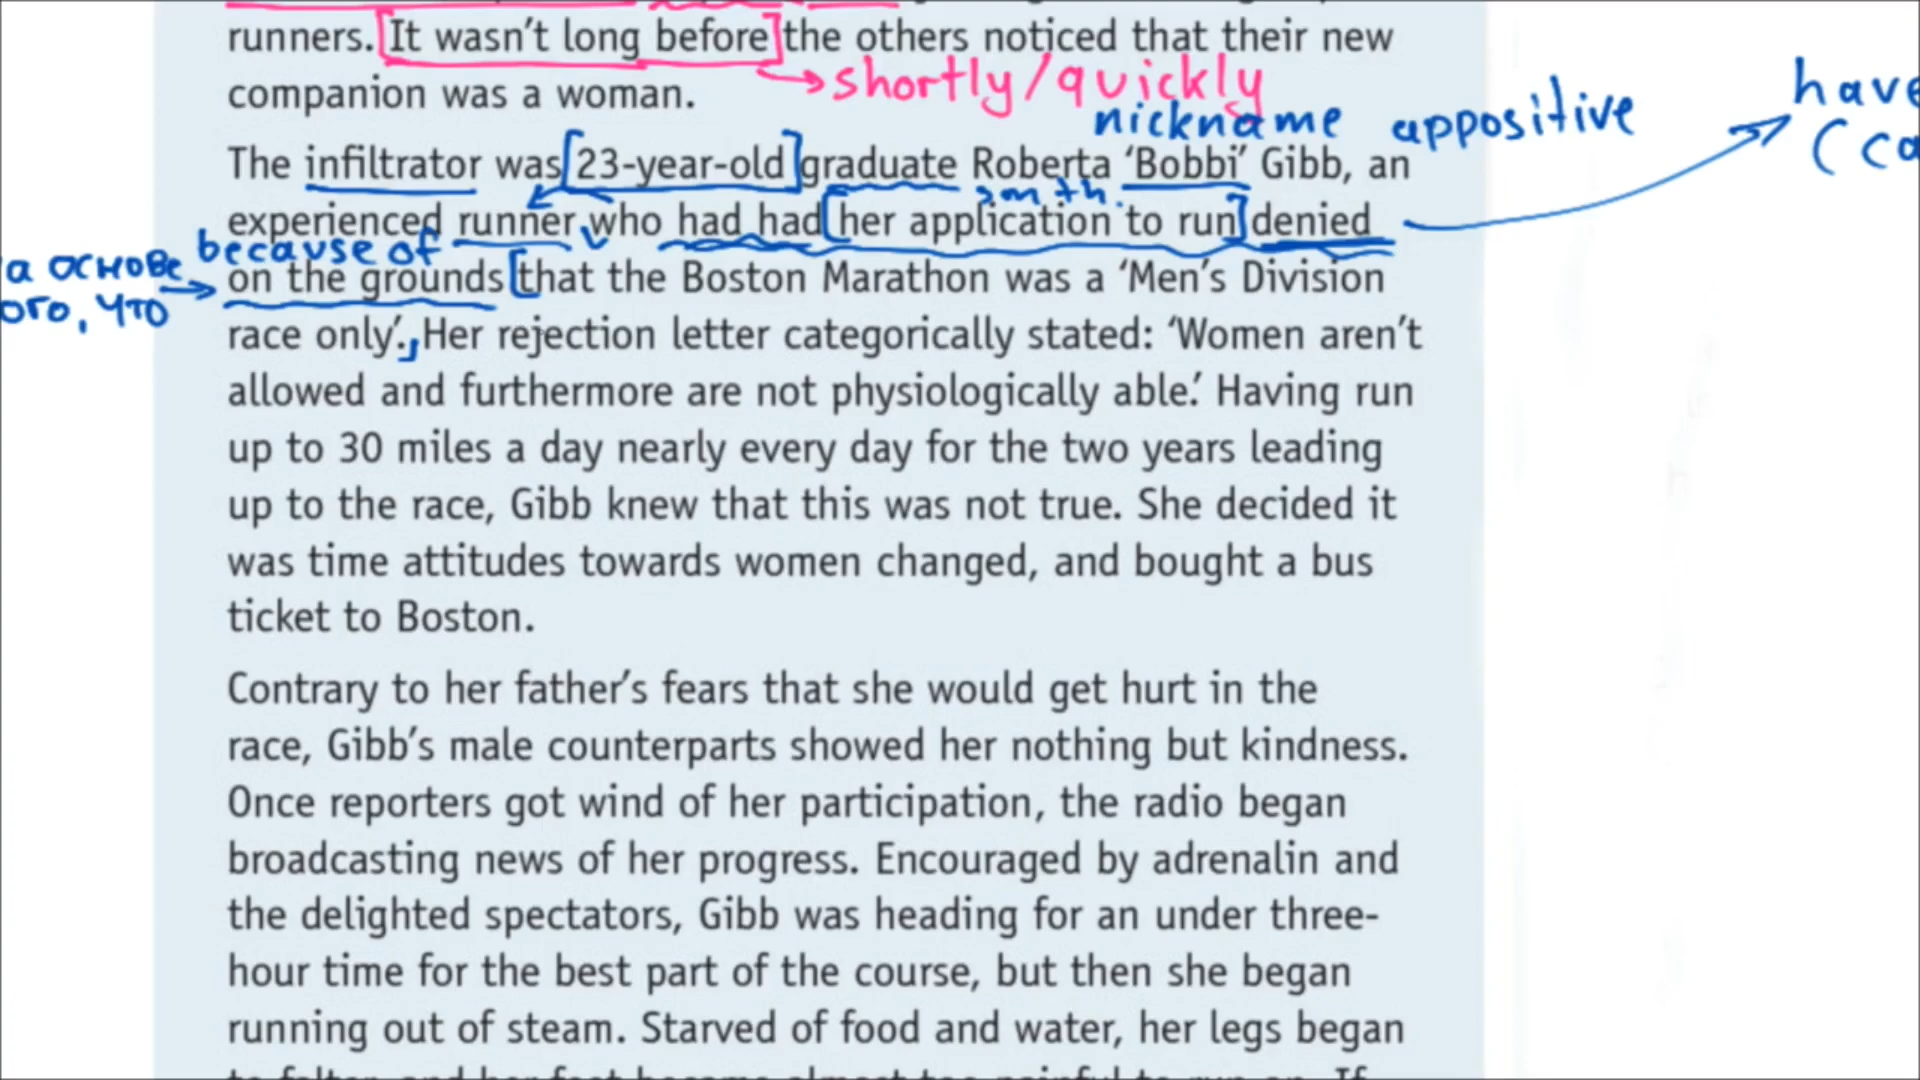 runners. It wasn't long before the others noticed that their new
shortly/quickly
companion was a woman.
nickname appositive
have
(ca
The infiltrator was 23-year-old graduate Roberta ‘Bobbi’ Gibb, an
smth.
experienced runner who had had her application to run denied
because of
а основе
ого, что
on the grounds that the Boston Marathon was a ‘Men’s Division
race only’. Her rejection letter categorically stated: ‘Women aren’t
allowed and furthermore are not physiologically able.’ Having run
up to 30 miles a day nearly every day for the two years leading
up to the race, Gibb knew that this was not true. She decided it
was time attitudes towards women changed, and bought a bus
ticket to Boston.
Contrary to her father’s fears that she would get hurt in the
race, Gibb’s male counterparts showed her nothing but kindness.
Once reporters got wind of her participation, the radio began
broadcasting news of her progress. Encouraged by adrenalin and
the delighted spectators, Gibb was heading for an under three-
hour time for the best part of the course, but then she began
running out of steam. Starved of food and water, her legs began